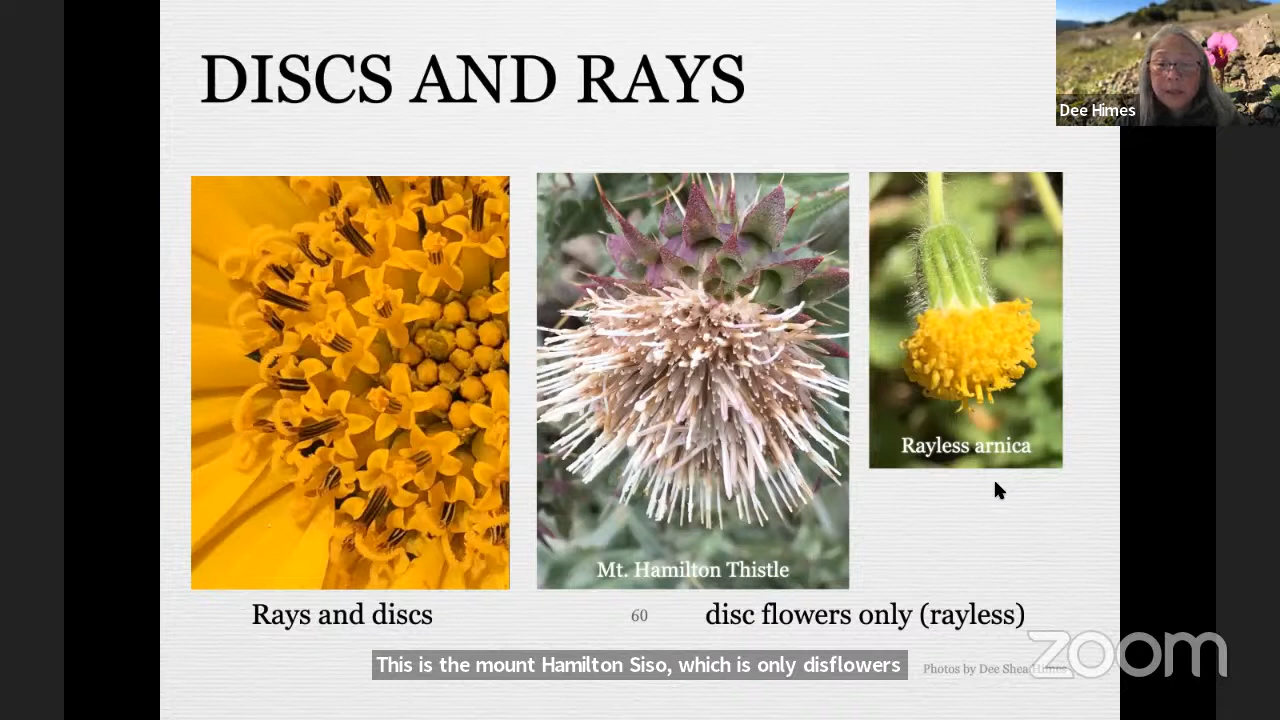 DISCS AND RAYS
Dee Himes
Rayless arnica
Mt. Hamilton Thistle
Rays and discs
60
disc flowers only (rayless)
This is the mount Hamilton Siso, which is only disflowers
Photos by Dee Shea Himes
zoom